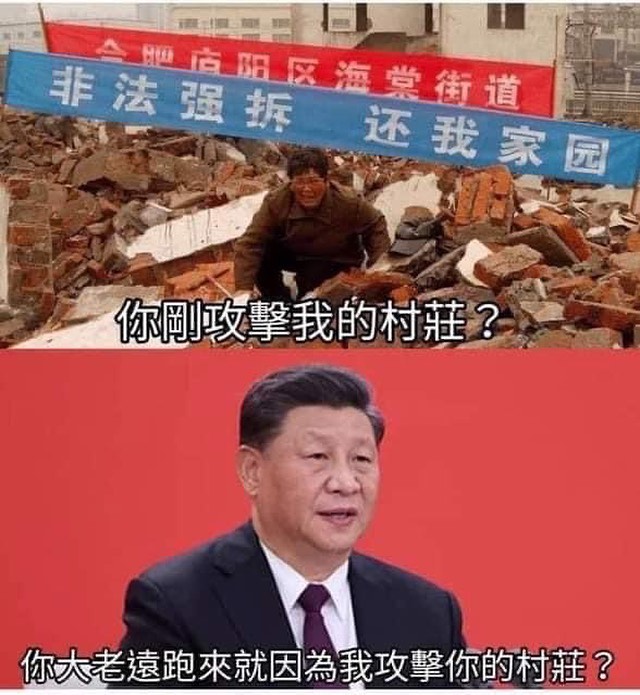 合肥庐阳区海棠街道
非法强拆 还我家园
你剛攻擊我的村莊？
你大老遠跑來就因為我攻擊你的村莊？